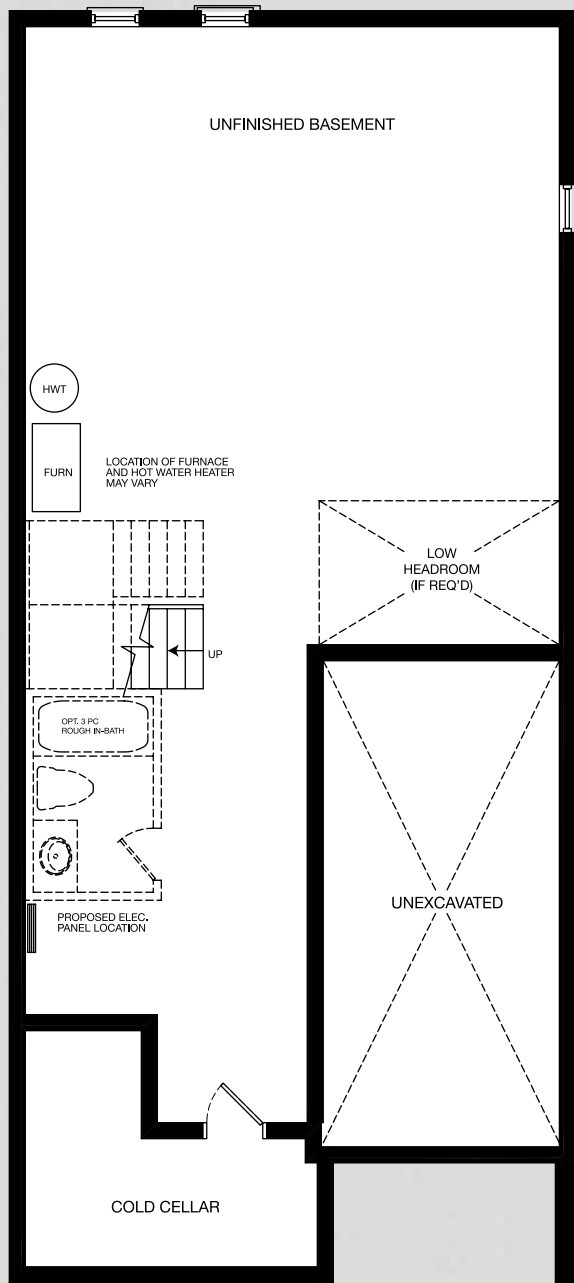 UNFINISHED BASEMENT
HWT
FURN
LOCATION OF FURNACE
AND HOT WATER HEATER
MAY VARY
LOW
HEADROOM
(IF REQ'D)
UP
OPT. 3 PC
ROUGH IN-BATH
UNEXCAVATED
PROPOSED ELEC.
PANEL LOCATION
COLD CELLAR